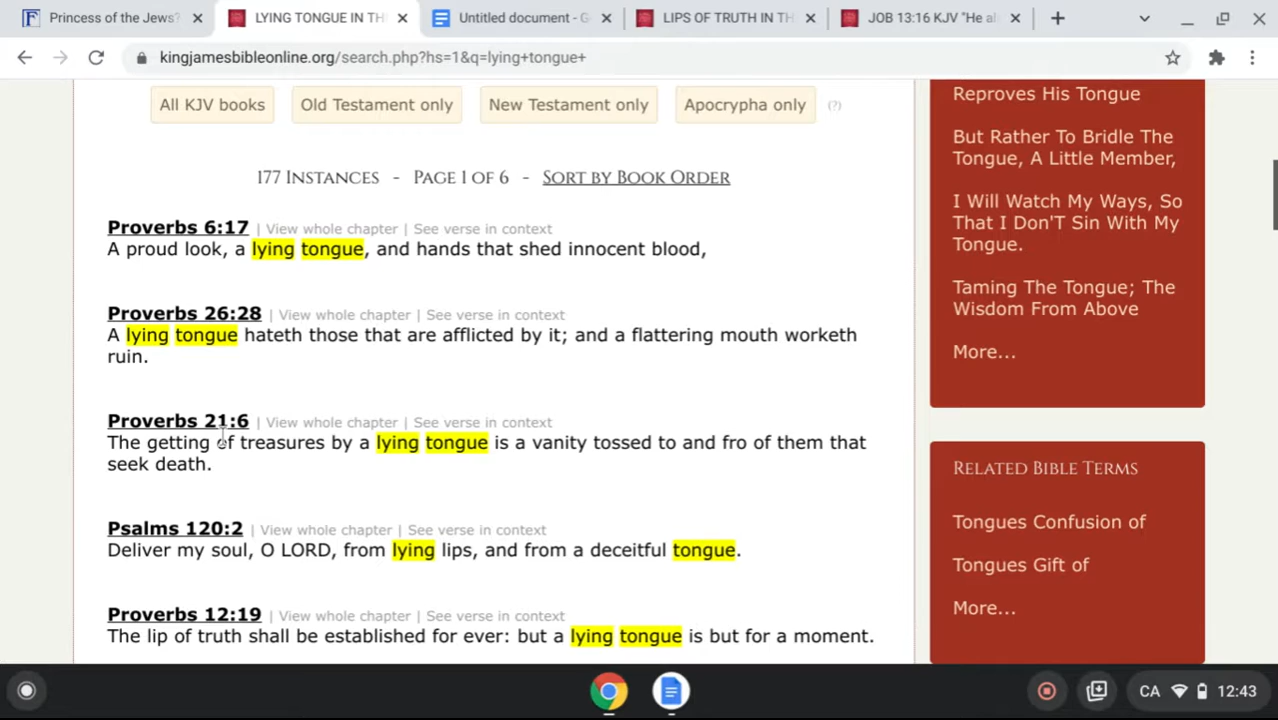 Princess of the Jews?
LYING TONGUE IN TH
Untitled document - G
LIPS OF TRUTH IN TH
JOB 13:16 KJV "He al
kingjamesbibleonline.org/search.php?hs=1&q=lying+tongue+
All KJV books
Old Testament only
New Testament only
Apocrypha only
(?)
177 INSTANCES - PAGE 1 OF 6 - SORT BY BOOK ORDER
Proverbs 6:17 | View whole chapter | See verse in context
A proud look, a lying tongue, and hands that shed innocent blood,
Proverbs 26:28 | View whole chapter | See verse in context
A lying tongue hateth those that are afflicted by it; and a flattering mouth worketh
ruin.
Proverbs 21:6 | View whole chapter | See verse in context
The getting of treasures by a lying tongue is a vanity tossed to and fro of them that
seek death.
Psalms 120:2 | View whole chapter | See verse in context
Deliver my soul, O LORD, from lying lips, and from a deceitful tongue.
Proverbs 12:19 | View whole chapter | See verse in context
The lip of truth shall be established for ever: but a lying tongue is but for a moment.
Reproves His Tongue
But Rather To Bridle The
Tongue, A Little Member,
I Will Watch My Ways, So
That I Don'T Sin With My
Tongue.
Taming The Tongue; The
Wisdom From Above
More...
RELATED BIBLE TERMS
Tongues Confusion of
Tongues Gift of
More...
CA
12:43